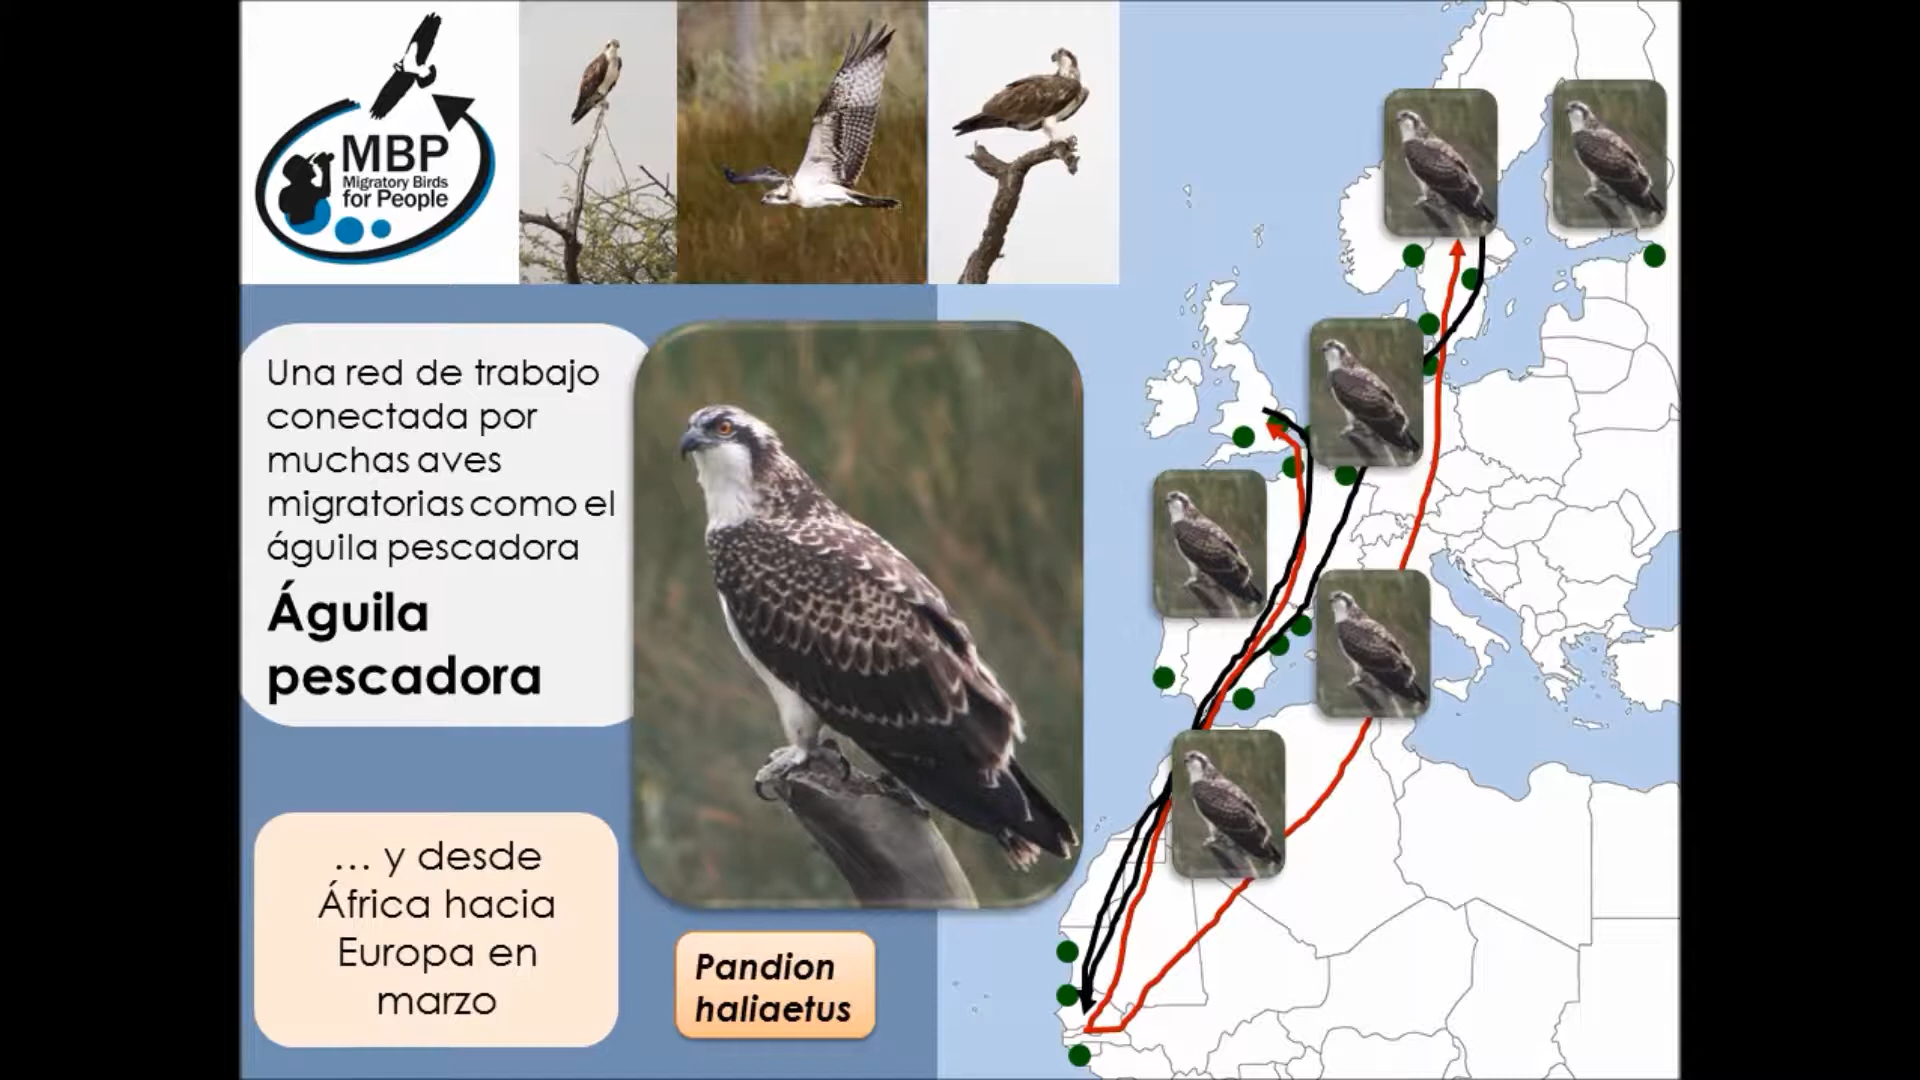 MBP
Migratory Birds
for People
Una red de trabajo
conectada por
muchas aves
migratorias como el
águila pescadora
Águila
pescadora
… y desde
África hacia
Europa en
marzo
Pandion
haliaetus